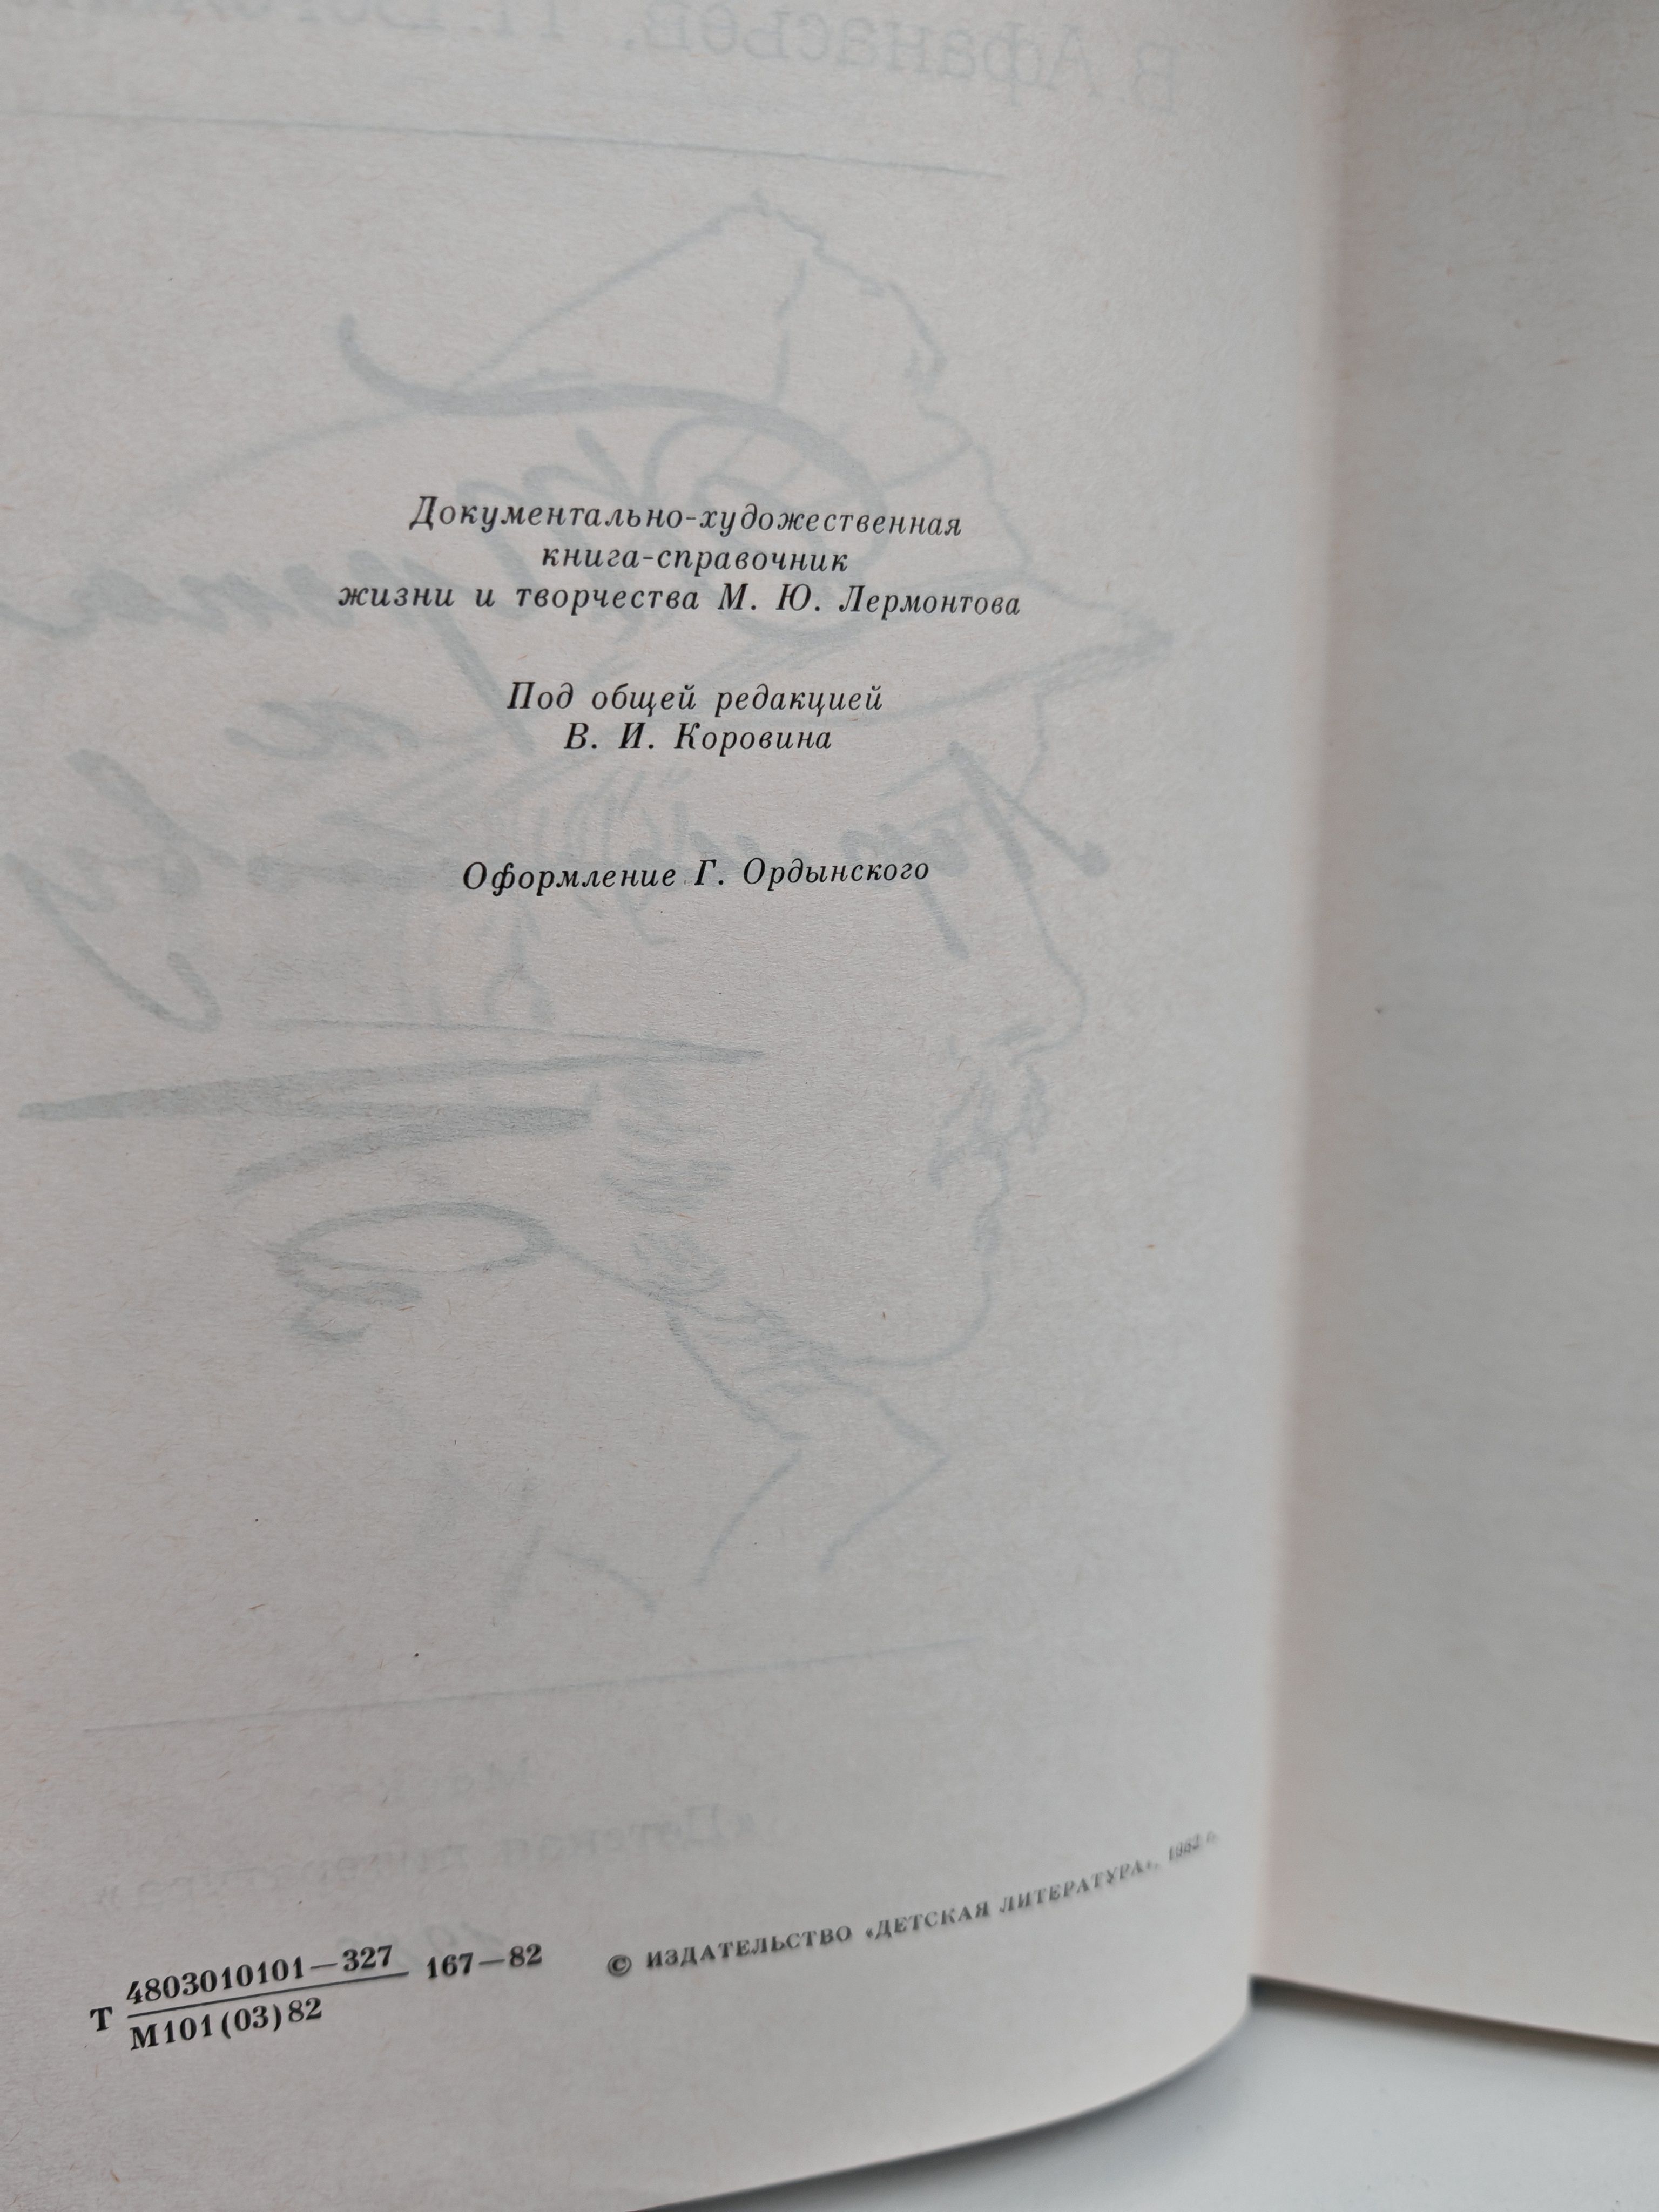 Документально-художественная
книга-справочник
жизни и творчества М. Ю. Лермонтова
Под общей редакцией
В. И. Коровина
Оформление Г. Ордынского
Т 4803010101—327 167—82
М101(03)82
© ИЗДАТЕЛЬСТВО «ДЕТСКАЯ ЛИТЕРАТУРА», 1982 г.